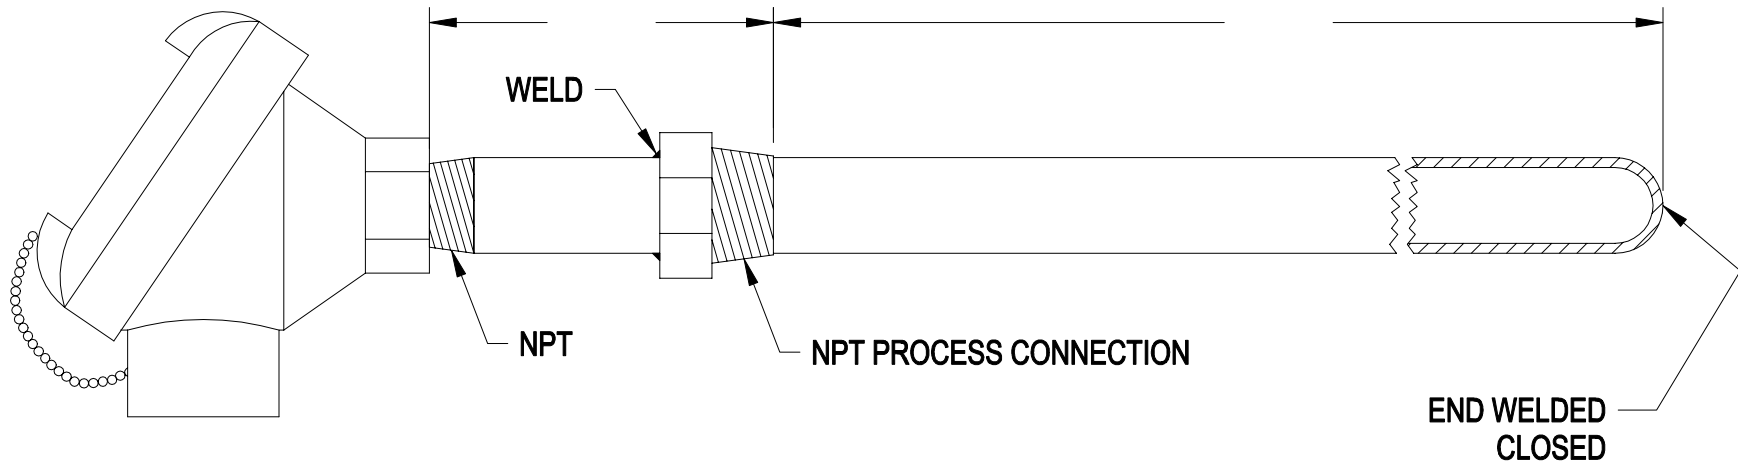 WELD
NPT
NPT PROCESS CONNECTION
END WELDED
CLOSED